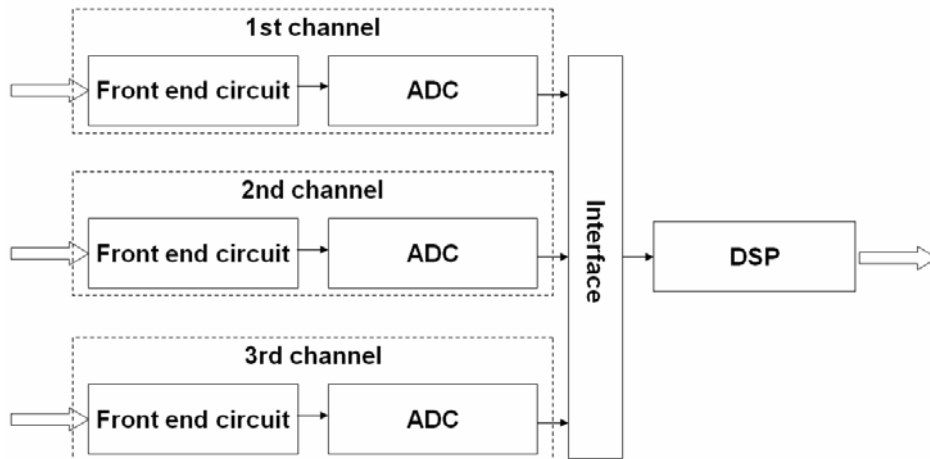 1st channel
Front end circuit
ADC
2nd channel
Front end circuit
ADC
3rd channel
Front end circuit
ADC
Interface
DSP